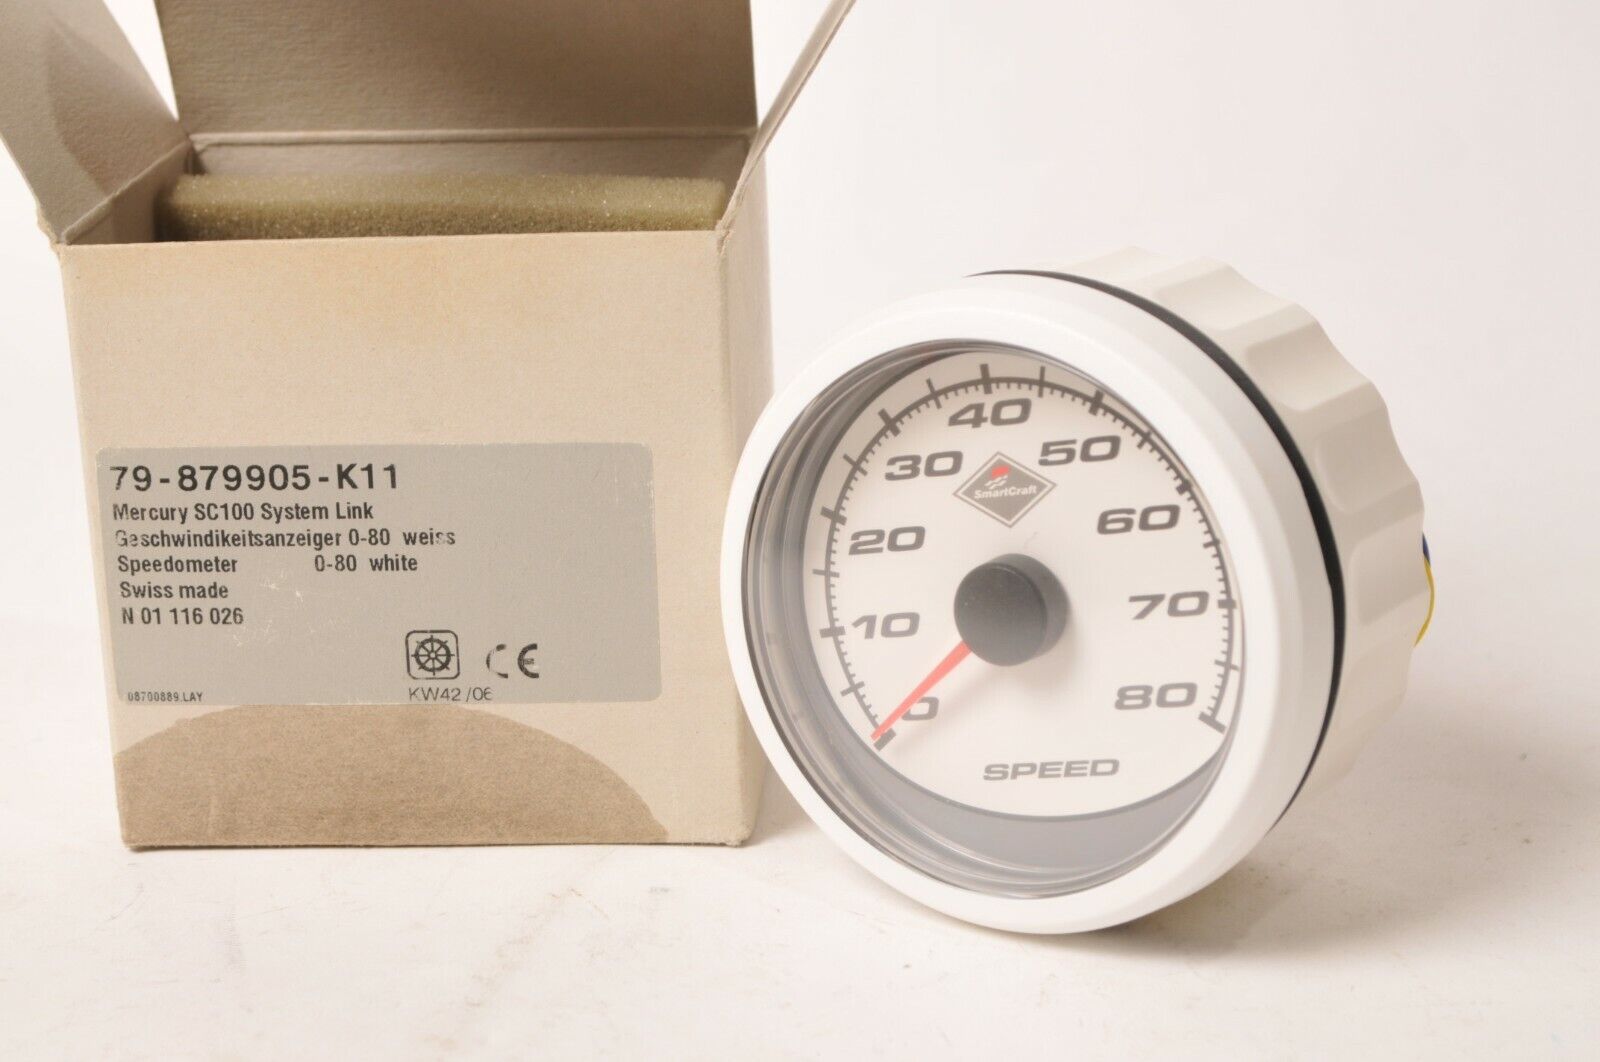 79-879905-K11
Mercury SC100 System Link
Geschwindikeitsanzeiger 0-80 weiss
Speedometer 0-80 white
Swiss made
N 01 116 026
CE
08700889.LAY
KW42/06
0
10
20
30
40
50
60
70
80
SmartCraft
SPEED